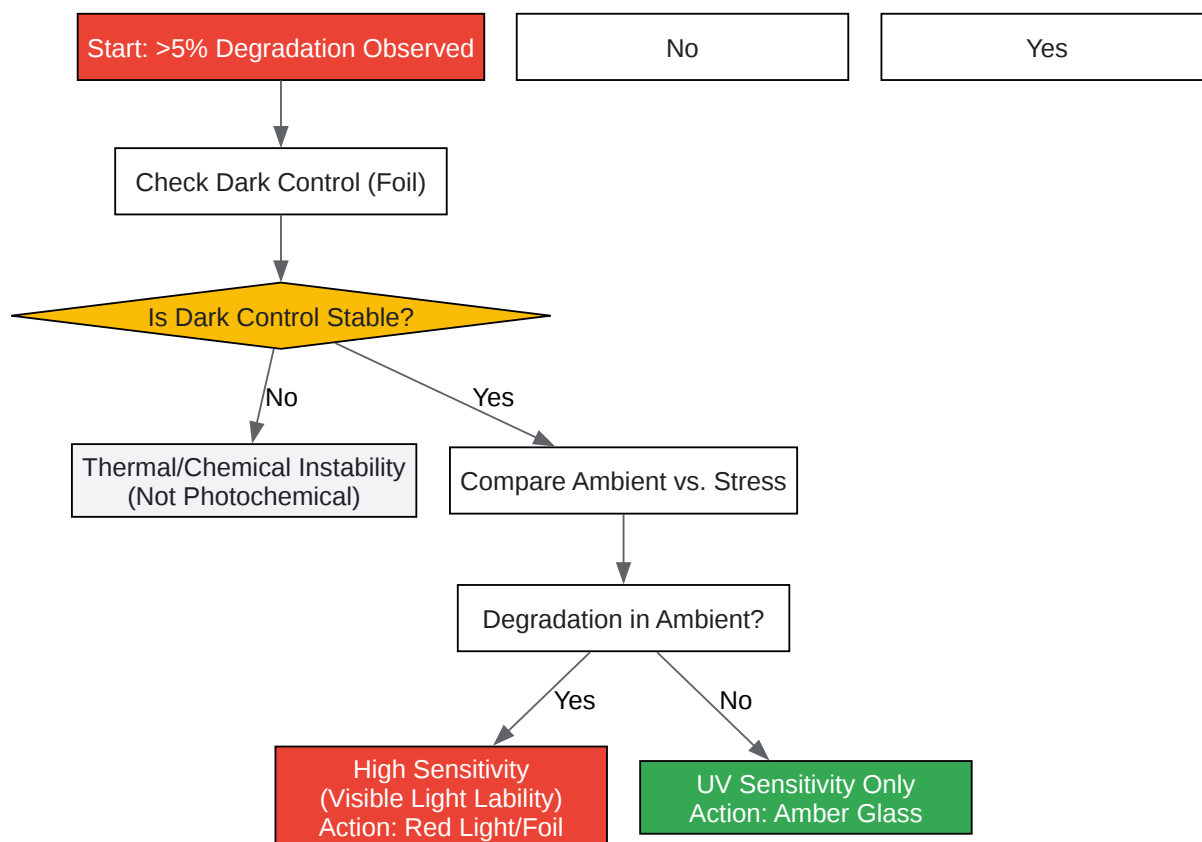 Start: >5% Degradation Observed
No
Yes
Check Dark Control (Foil)
Is Dark Control Stable?
No
Yes
Thermal/Chemical Instability
(Not Photochemical)
Compare Ambient vs. Stress
Degradation in Ambient?
Yes
No
High Sensitivity
(Visible Light Lability)
Action: Red Light/Foil
UV Sensitivity Only
Action: Amber Glass